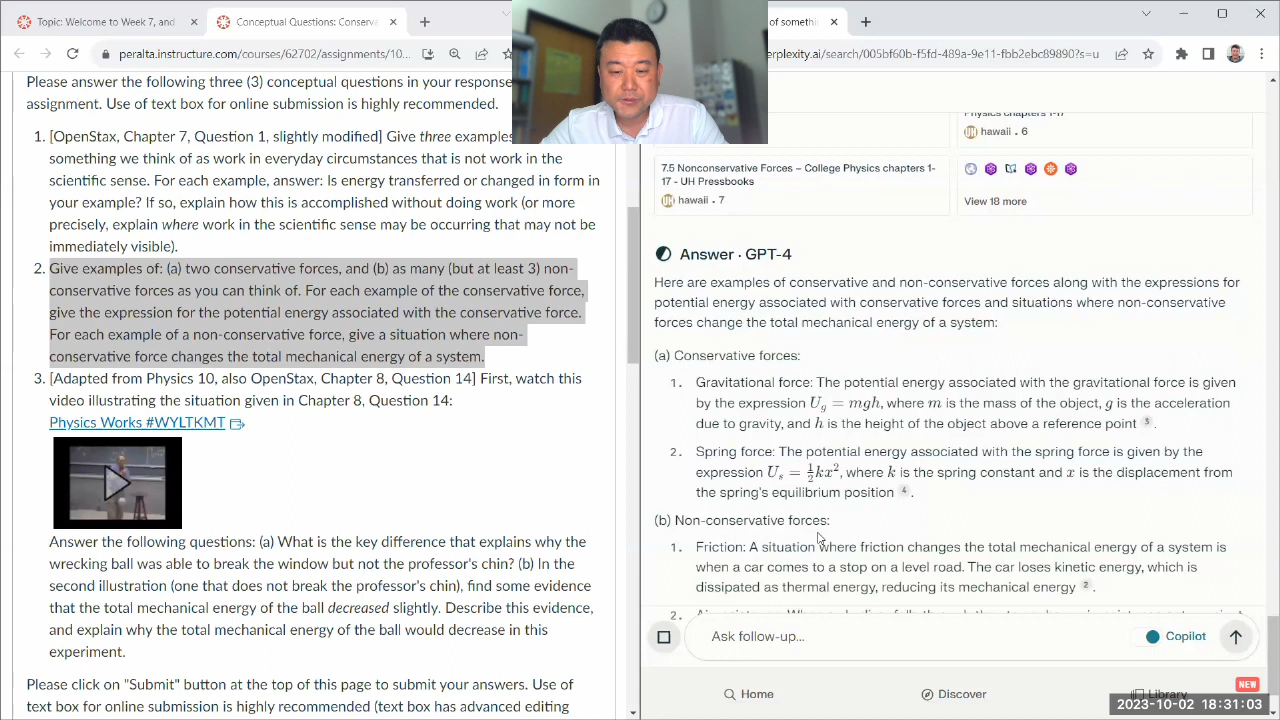 Topic: Welcome to Week 7, and
Conceptual Questions: Conserva
of somethi
peralta.instructure.com/courses/62702/assignments/10...
perplexity.ai/search/005bf60b-f5fd-489a-9e11-fbb2ebc89890?s=u
Please answer the following three (3) conceptual questions in your response
assignment. Use of text box for online submission is highly recommended.
1. [OpenStax, Chapter 7, Question 1, slightly modified] Give three examples
something we think of as work in everyday circumstances that is not work in the
scientific sense. For each example, answer: Is energy transferred or changed in form in
your example? If so, explain how this is accomplished without doing work (or more
precisely, explain where work in the scientific sense may be occurring that may not be
immediately visible).
2. Give examples of: (a) two conservative forces, and (b) as many (but at least 3) non-
conservative forces as you can think of. For each example of the conservative force,
give the expression for the potential energy associated with the conservative force.
For each example of a non-conservative force, give a situation where non-
conservative force changes the total mechanical energy of a system.
3. [Adapted from Physics 10, also OpenStax, Chapter 8, Question 14] First, watch this
video illustrating the situation given in Chapter 8, Question 14:
Physics Works #WYLTKMT
Answer the following questions: (a) What is the key difference that explains why the
wrecking ball was able to break the window but not the professor's chin? (b) In the
second illustration (one that does not break the professor's chin), find some evidence
that the total mechanical energy of the ball decreased slightly. Describe this evidence,
and explain why the total mechanical energy of the ball would decrease in this
experiment.
Please click on "Submit" button at the top of this page to submit your answers. Use of
text box for online submission is highly recommended (text box has advanced editing
Physics chapters 1-17
hawaii . 6
7.5 Nonconservative Forces – College Physics chapters 1-
17 - UH Pressbooks
hawaii . 7
View 18 more
Answer · GPT-4
Here are examples of conservative and non-conservative forces along with the expressions for
potential energy associated with conservative forces and situations where non-conservative
forces change the total mechanical energy of a system:
(a) Conservative forces:
1. Gravitational force: The potential energy associated with the gravitational force is given
by the expression U_g = mgh, where m is the mass of the object, g is the acceleration
due to gravity, and h is the height of the object above a reference point 3 .
2. Spring force: The potential energy associated with the spring force is given by the
expression U_s = ½kx², where k is the spring constant and x is the displacement from
the spring's equilibrium position 4 .
(b) Non-conservative forces:
1. Friction: A situation where friction changes the total mechanical energy of a system is
when a car comes to a stop on a level road. The car loses kinetic energy, which is
dissipated as thermal energy, reducing its mechanical energy 2 .
2.
Ask follow-up...
Copilot
Home
Discover
Library
NEW
2023-10-02 18:31:03